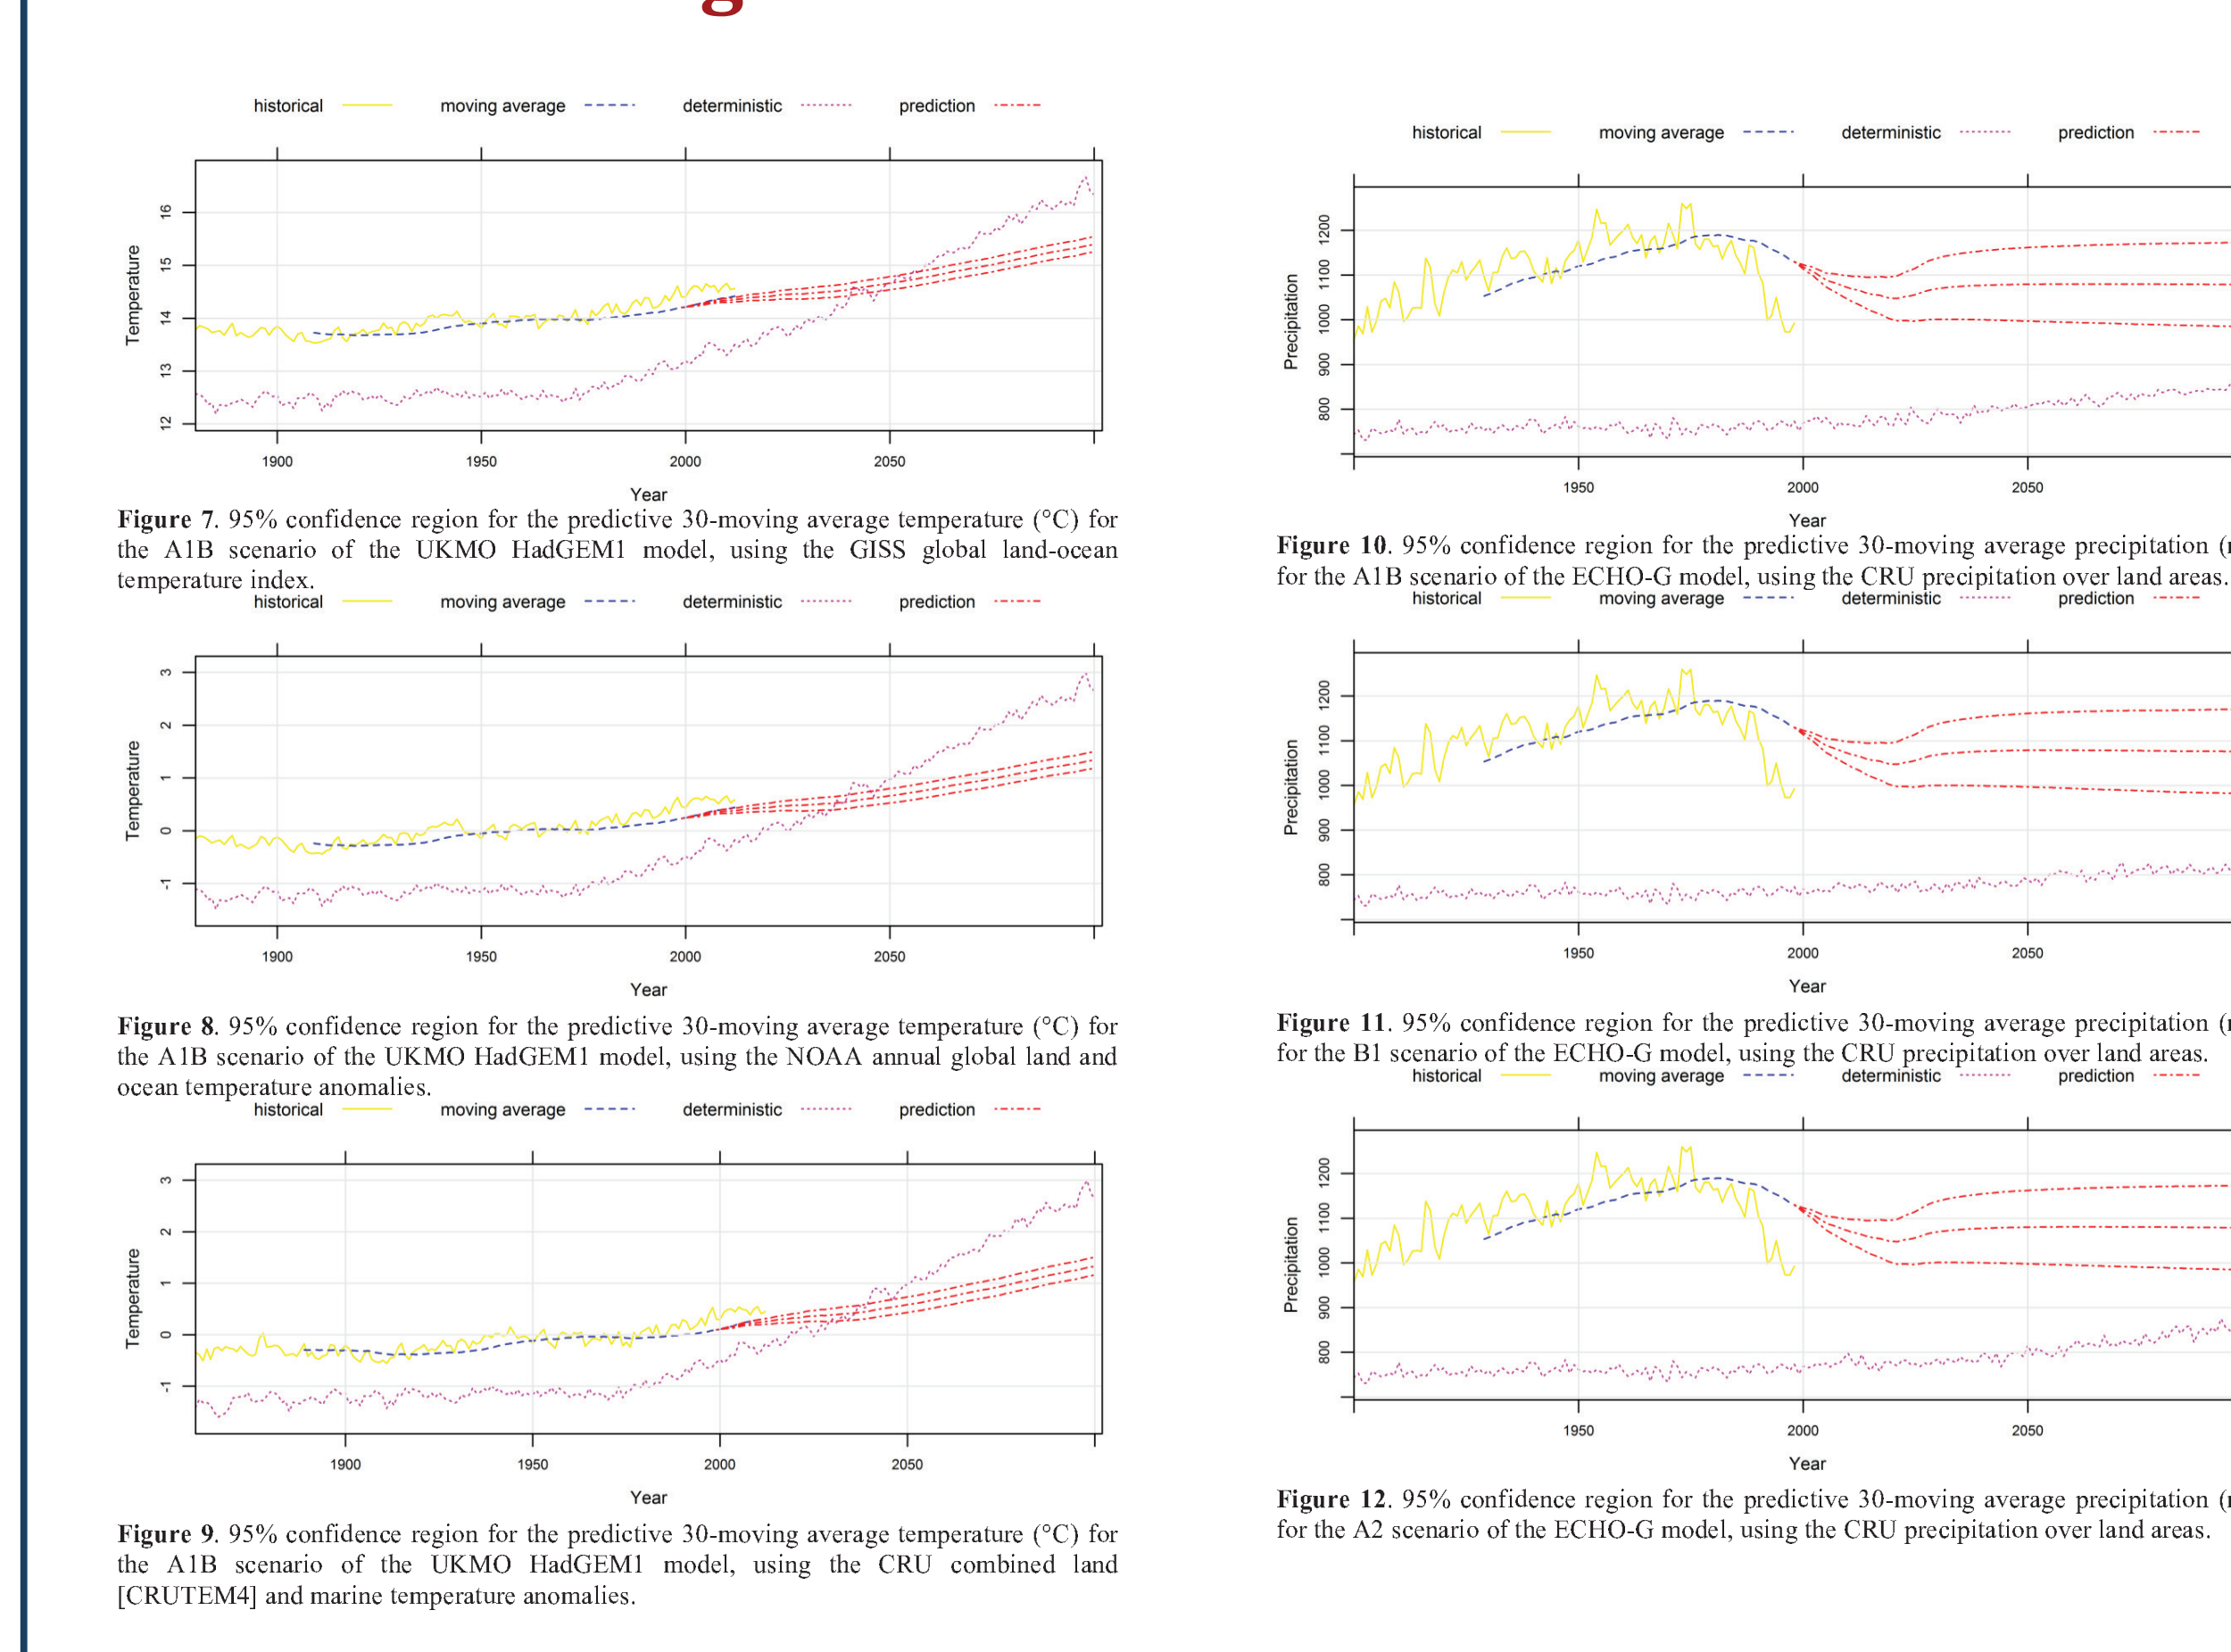 g
historical moving average deterministic prediction
16
15
14
13
12
Temperature
1900 1950 2000 2050
Year
Figure 7. 95% confidence region for the predictive 30-moving average temperature (°C) for
the A1B scenario of the UKMO HadGEM1 model, using the GISS global land-ocean
temperature index.
historical moving average deterministic prediction
3
2
1
0
-1
Temperature
1900 1950 2000 2050
Year
Figure 8. 95% confidence region for the predictive 30-moving average temperature (°C) for
the A1B scenario of the UKMO HadGEM1 model, using the NOAA annual global land and
ocean temperature anomalies.
historical moving average deterministic prediction
3
2
1
0
-1
Temperature
1900 1950 2000 2050
Year
Figure 9. 95% confidence region for the predictive 30-moving average temperature (°C) for
the A1B scenario of the UKMO HadGEM1 model, using the CRU combined land
[CRUTEM4] and marine temperature anomalies.
historical moving average deterministic prediction
1200
1100
1000
900
800
Precipitation
1950 2000 2050
Year
Figure 10. 95% confidence region for the predictive 30-moving average precipitation (
for the A1B scenario of the ECHO-G model, using the CRU precipitation over land areas.
historical moving average deterministic prediction
1200
1100
1000
900
800
Precipitation
1950 2000 2050
Year
Figure 11. 95% confidence region for the predictive 30-moving average precipitation (
for the B1 scenario of the ECHO-G model, using the CRU precipitation over land areas.
historical moving average deterministic prediction
1200
1100
1000
900
800
Precipitation
1950 2000 2050
Year
Figure 12. 95% confidence region for the predictive 30-moving average precipitation (
for the A2 scenario of the ECHO-G model, using the CRU precipitation over land areas.